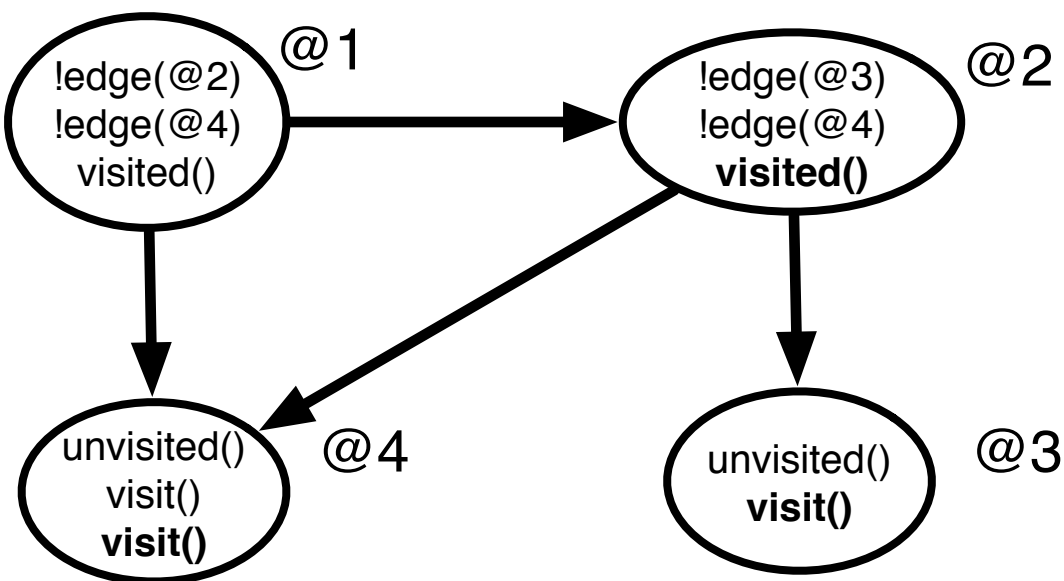 !edge(@2)
!edge(@4)
visited()
@1
!edge(@3)
!edge(@4)
visited()
@2
unvisited()
visit()
visit()
@4
unvisited()
visit()
@3